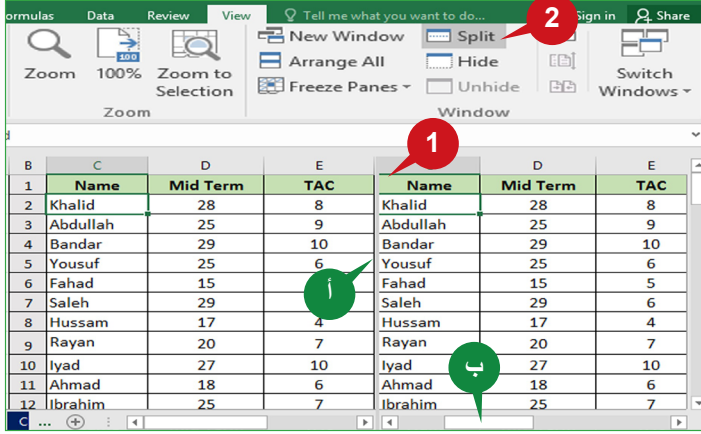 ormulas Data Review View Tell me what you want to do... Sign in Share
Zoom 100% Zoom to Selection
100
New Window
Arrange All
Freeze Panes
Split
Hide
Unhide
Switch Windows
Zoom Window
2
1
B C D E D E
1 Name Mid Term TAC Name Mid Term TAC
2 Khalid 28 8 Khalid 28 8
3 Abdullah 25 9 Abdullah 25 9
4 Bandar 29 10 Bandar 29 10
5 Yousuf 25 6 Yousuf 25 6
6 Fahad 15 Fahad 15 5
7 Saleh 29 Saleh 29 6
8 Hussam 17 4 Hussam 17 4
9 Rayan 20 7 Rayan 20 7
10 Iyad 27 10 Iyad 27 10
11 Ahmad 18 6 Ahmad 18 6
12 Ibrahim 25 7 Ibrahim 25 7
أ
ب
C ...